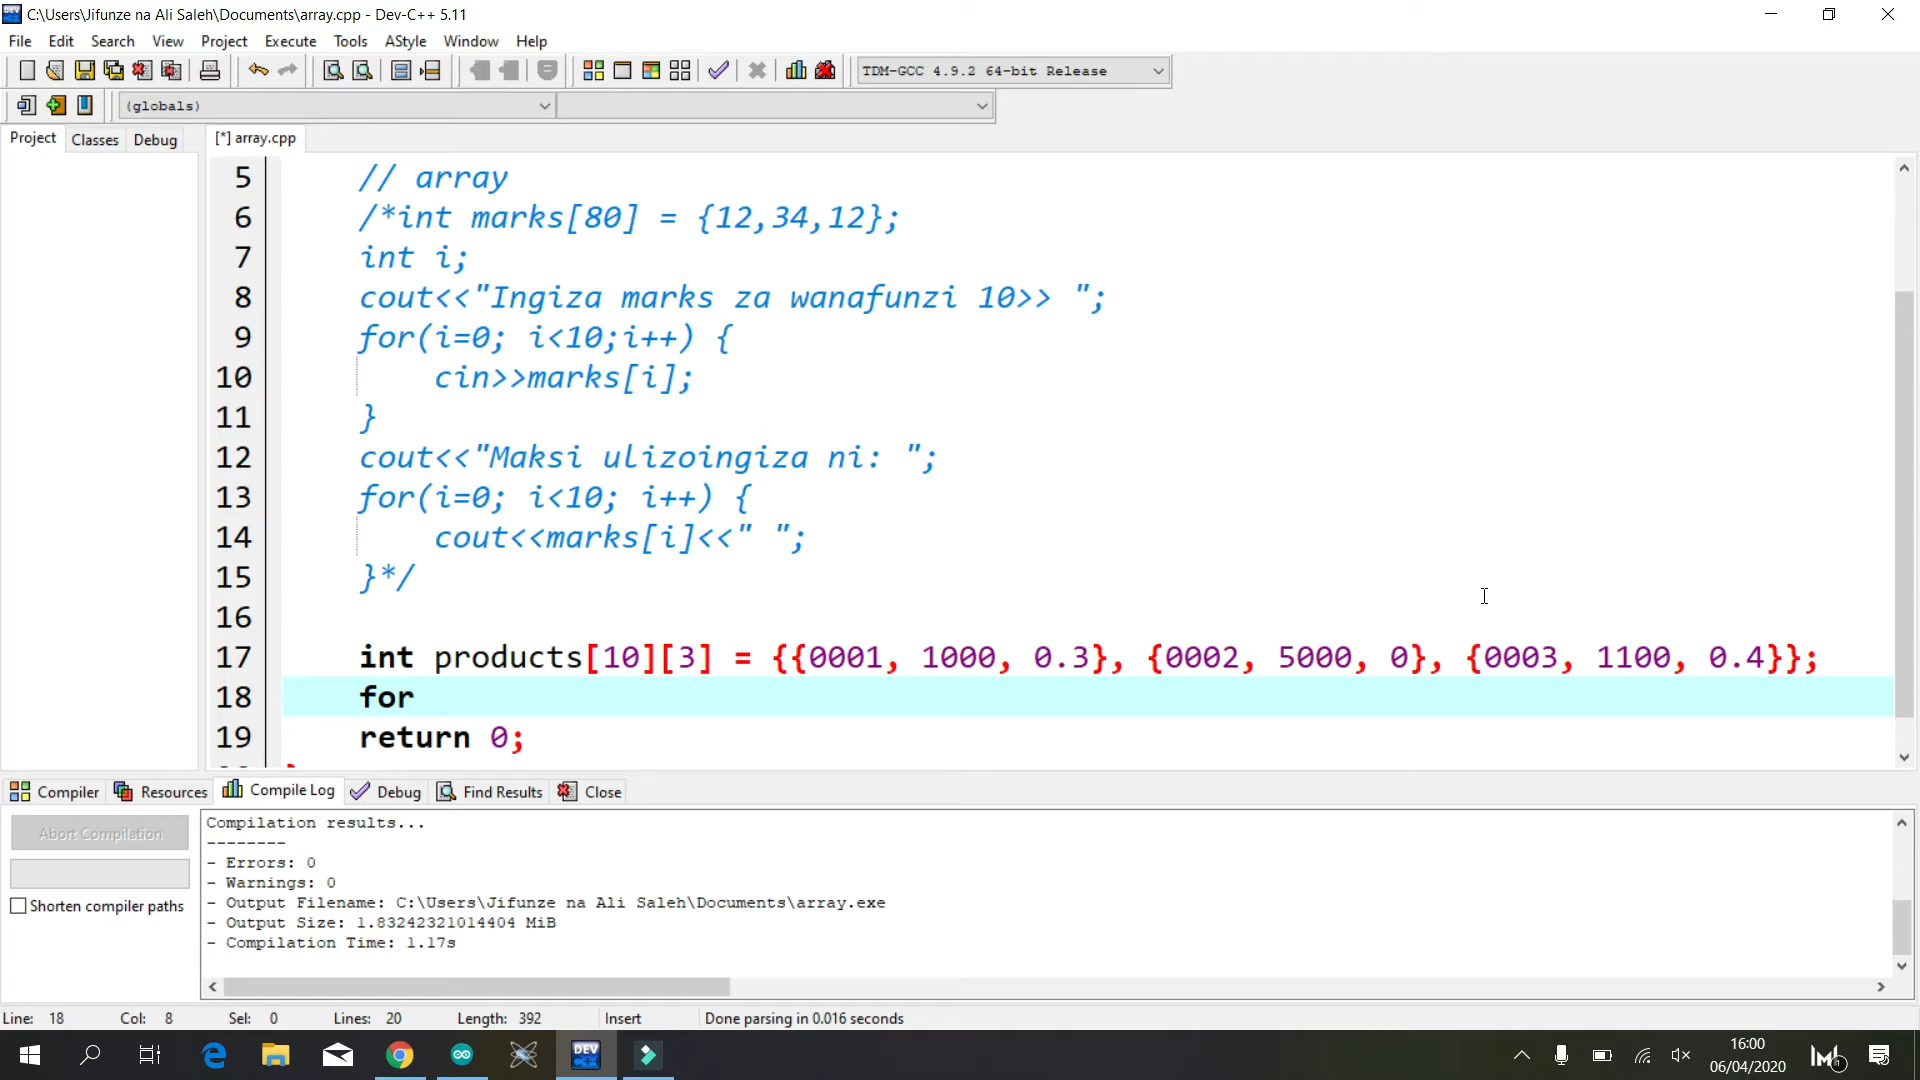 C:\Users\Jifunze na Ali Saleh\Documents\array.cpp - Dev-C++ 5.11
File Edit Search View Project Execute Tools AStyle Window Help
TDM-GCC 4.9.2 64-bit Release
(globals)
Project Classes Debug [*] array.cpp
5 // array
6 /*int marks[80] = {12,34,12};
7 int i;
8 cout<<"Ingiza marks za wanafunzi 10>> ";
9 for(i=0; i<10;i++) {
10 cin>>marks[i];
11 }
12 cout<<"Maksi ulizoingiza ni: ";
13 for(i=0; i<10; i++) {
14 cout<<marks[i]<<" ";
15 }*/
16
17 int products[10][3] = {{0001, 1000, 0.3}, {0002, 5000, 0}, {0003, 1100, 0.4}};
18 for
19 return 0;
Compiler Resources Compile Log Debug Find Results Close
Abort Compilation
Shorten compiler paths
Compilation results...
--------
- Errors: 0
- Warnings: 0
- Output Filename: C:\Users\Jifunze na Ali Saleh\Documents\array.exe
- Output Size: 1.83242321014404 MiB
- Compilation Time: 1.17s
Line: 18 Col: 8 Sel: 0 Lines: 20 Length: 392 Insert Done parsing in 0.016 seconds
DEV C++
16:00
06/04/2020